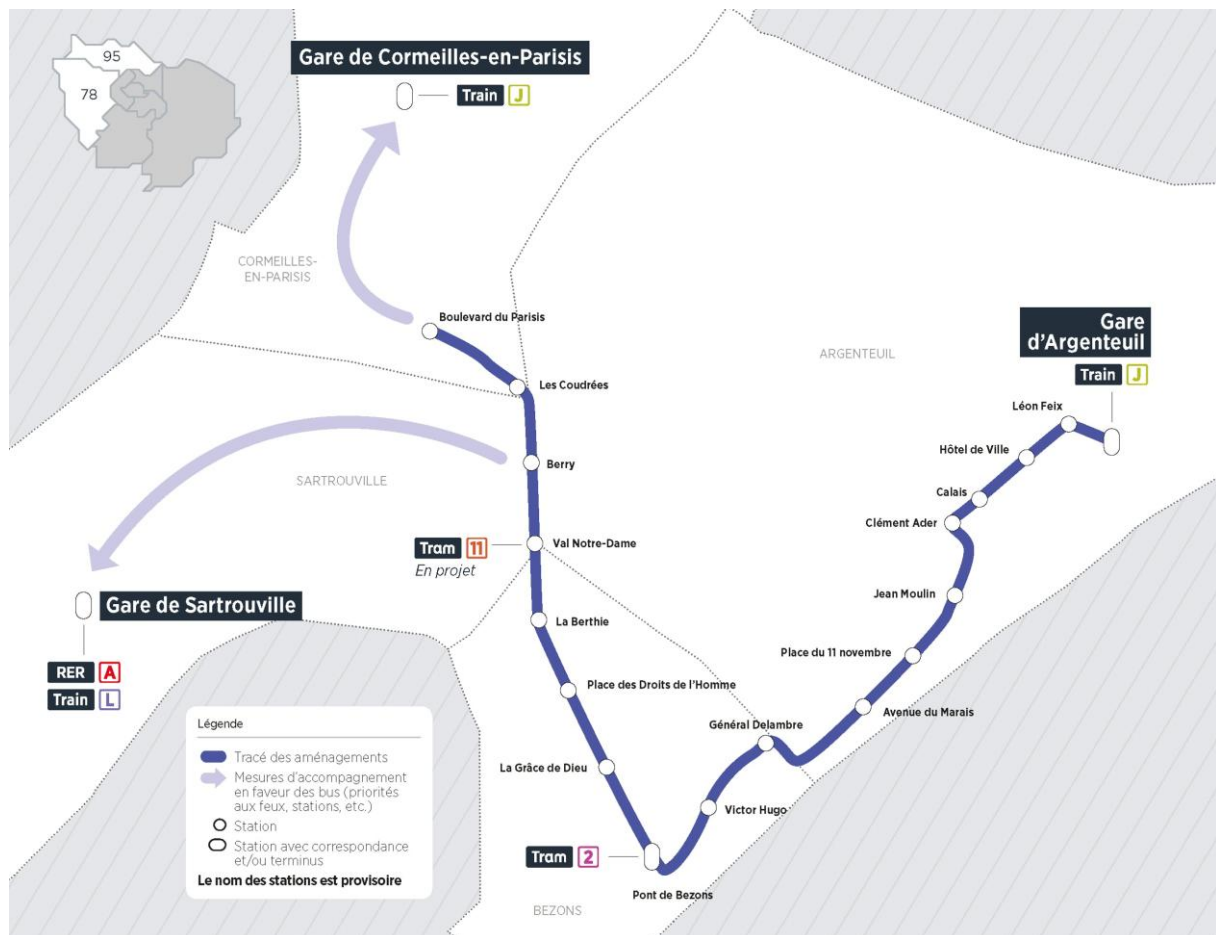 95
78
Gare de Cormeilles-en-Parisis
Train J
CORMEILLES-
EN-PARISIS
Boulevard du Parisis
Les Coudrées
ARGENTEUIL
Gare
d'Argenteuil
Train J
Léon Feix
Hôtel de Ville
Calais
Clément Ader
Berry
SARTROUVILLE
Tram 11
En projet
Val Notre-Dame
Jean Moulin
Gare de Sartrouville
La Berthie
RER A
Train L
Place du 11 novembre
Place des Droits de l'Homme
Avenue du Marais
Général Delambre
La Grâce de Dieu
Victor Hugo
Tram 2
Pont de Bezons
BEZONS
Légende
Tracé des aménagements
Mesures d'accompagnement
en faveur des bus (priorités
aux feux, stations, etc.)
Station
Station avec correspondance
et/ou terminus
Le nom des stations est provisoire